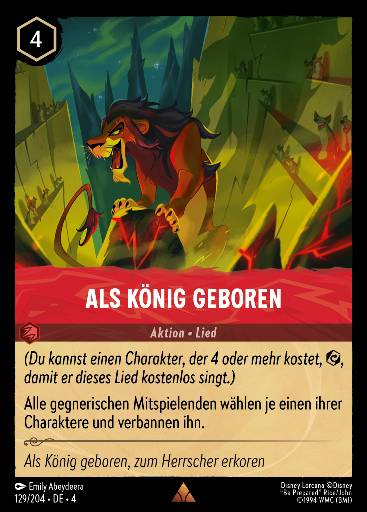 4
ALS KÖNIG GEBOREN
Aktion • Lied
(Du kannst einen Charakter, der 4 oder mehr kostet, ,
damit er dieses Lied kostenlos singt.)
Alle gegnerischen Mitspielenden wählen je einen ihrer
Charaktere und verbannen ihn.
Als König geboren, zum Herrscher erkoren
Emily Abeydeera
129/204 • DE • 4
Disney Lorcana ©Disney
"Be Prepared" Rice/John
©1994 WMC (BMI)